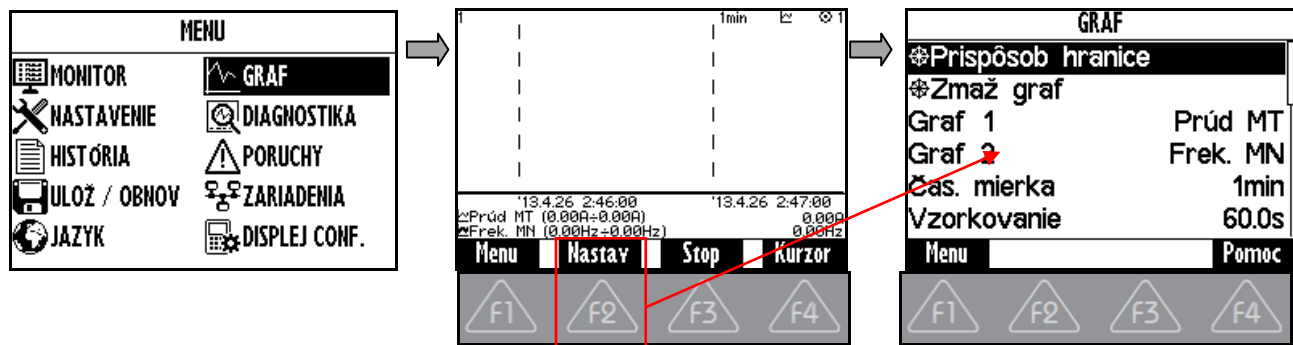 MENU
MONITOR GRAF
NASTAVENIE DIAGNOSTIKA
HISTÓRIA PORUCHY
ULOŽ / OBNOV ZARIADENIA
JAZYK DISPLEJ CONF.
1 1min 1
'13.4.26 2:46:00 '13.4.26 2:47:00
Prúd MT (0.00A÷0.00A) 0.00A
Frek. MN (0.00Hz÷0.00Hz) 0.00Hz
Menu Nastav Stop Kurzor
F1 F2 F3 F4
GRAF
Prispôsob hranice
Zmaž graf
Graf 1 Prúd MT
Graf 2 Frek. MN
Čas. mierka 1min
Vzorkovanie 60.0s
Menu Pomoc
F1 F2 F3 F4